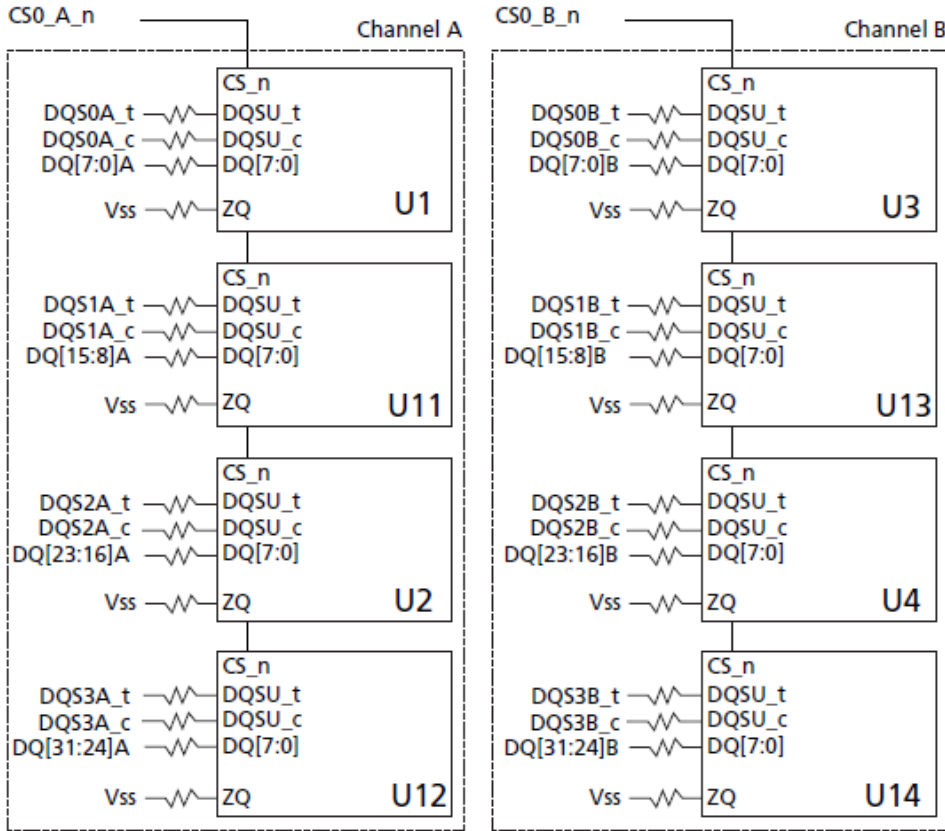 CS0_A_n
Channel A
CS_n
DQS0A_t DQSU_t
DQS0A_c DQSU_c
DQ[7:0]A DQ[7:0]
Vss ZQ U1
CS_n
DQS1A_t DQSU_t
DQS1A_c DQSU_c
DQ[15:8]A DQ[7:0]
Vss ZQ U11
CS_n
DQS2A_t DQSU_t
DQS2A_c DQSU_c
DQ[23:16]A DQ[7:0]
Vss ZQ U2
CS_n
DQS3A_t DQSU_t
DQS3A_c DQSU_c
DQ[31:24]A DQ[7:0]
Vss ZQ U12
CS0_B_n
Channel B
CS_n
DQS0B_t DQSU_t
DQS0B_c DQSU_c
DQ[7:0]B DQ[7:0]
Vss ZQ U3
CS_n
DQS1B_t DQSU_t
DQS1B_c DQSU_c
DQ[15:8]B DQ[7:0]
Vss ZQ U13
CS_n
DQS2B_t DQSU_t
DQS2B_c DQSU_c
DQ[23:16]B DQ[7:0]
Vss ZQ U4
CS_n
DQS3B_t DQSU_t
DQS3B_c DQSU_c
DQ[31:24]B DQ[7:0]
Vss ZQ U14